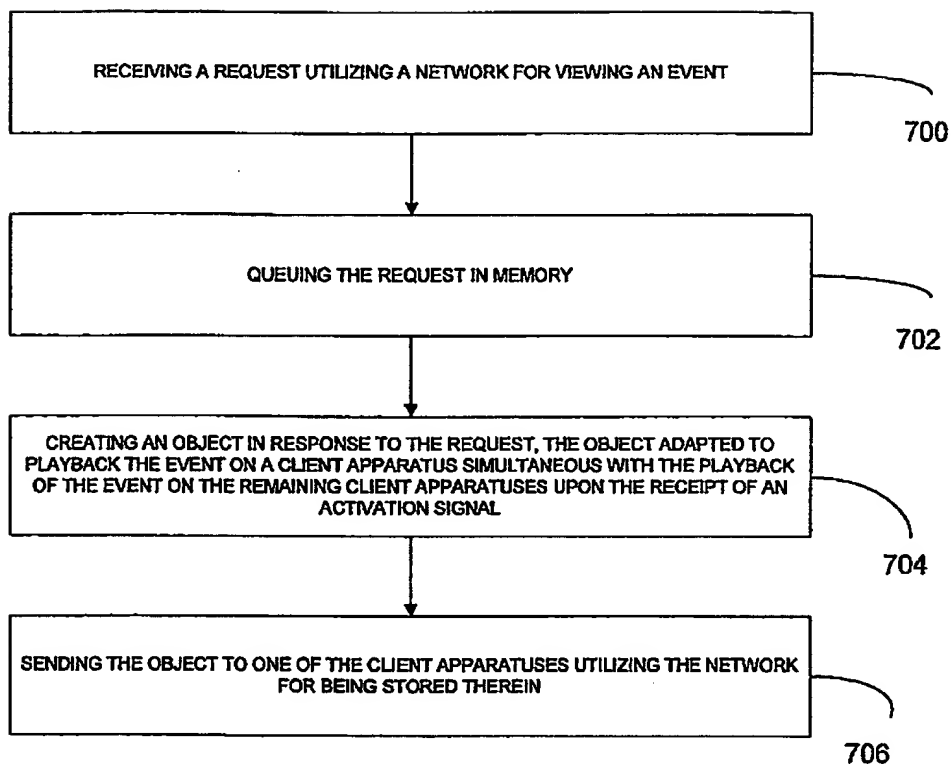 RECEIVING A REQUEST UTILIZING A NETWORK FOR VIEWING AN EVENT
700
QUEUING THE REQUEST IN MEMORY
702
CREATING AN OBJECT IN RESPONSE TO THE REQUEST, THE OBJECT ADAPTED TO
PLAYBACK THE EVENT ON A CLIENT APPARATUS SIMULTANEOUS WITH THE PLAYBACK
OF THE EVENT ON THE REMAINING CLIENT APPARATUSES UPON THE RECEIPT OF AN
ACTIVATION SIGNAL
704
SENDING THE OBJECT TO ONE OF THE CLIENT APPARATUSES UTILIZING THE NETWORK
FOR BEING STORED THEREIN
706